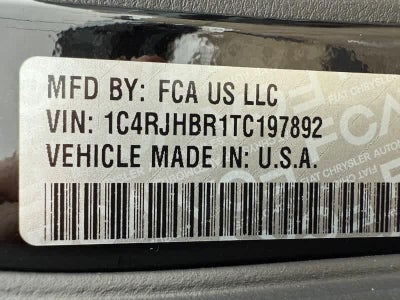 MFD BY: FCA US LLC
VIN: 1C4RJHBR1TC197892
VEHICLE MADE IN: U.S.A.